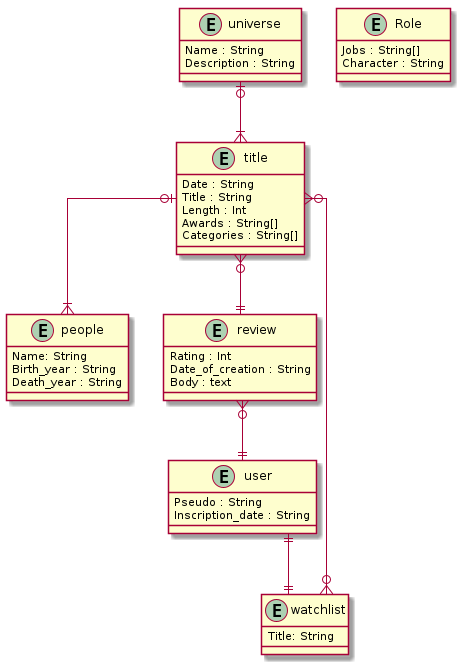 E universe
Name : String
Description : String
E Role
Jobs : String[]
Character : String
E title
Date : String
Title : String
Length : Int
Awards : String[]
Categories : String[]
E people
Name: String
Birth_year : String
Death_year : String
E review
Rating : Int
Date_of_creation : String
Body : text
E user
Pseudo : String
Inscription_date : String
E watchlist
Title: String